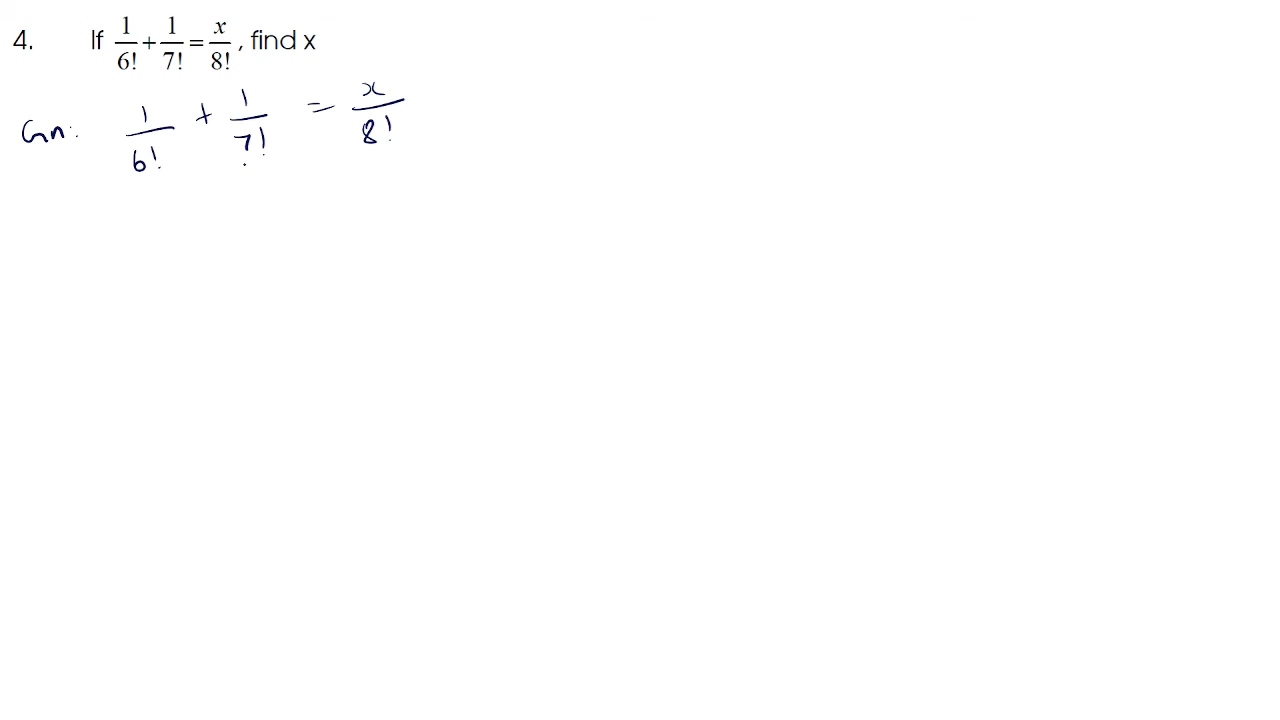 4. If 1/6! + 1/7! = x/8! , find x
Gn: 1/6! + 1/7! = x/8!